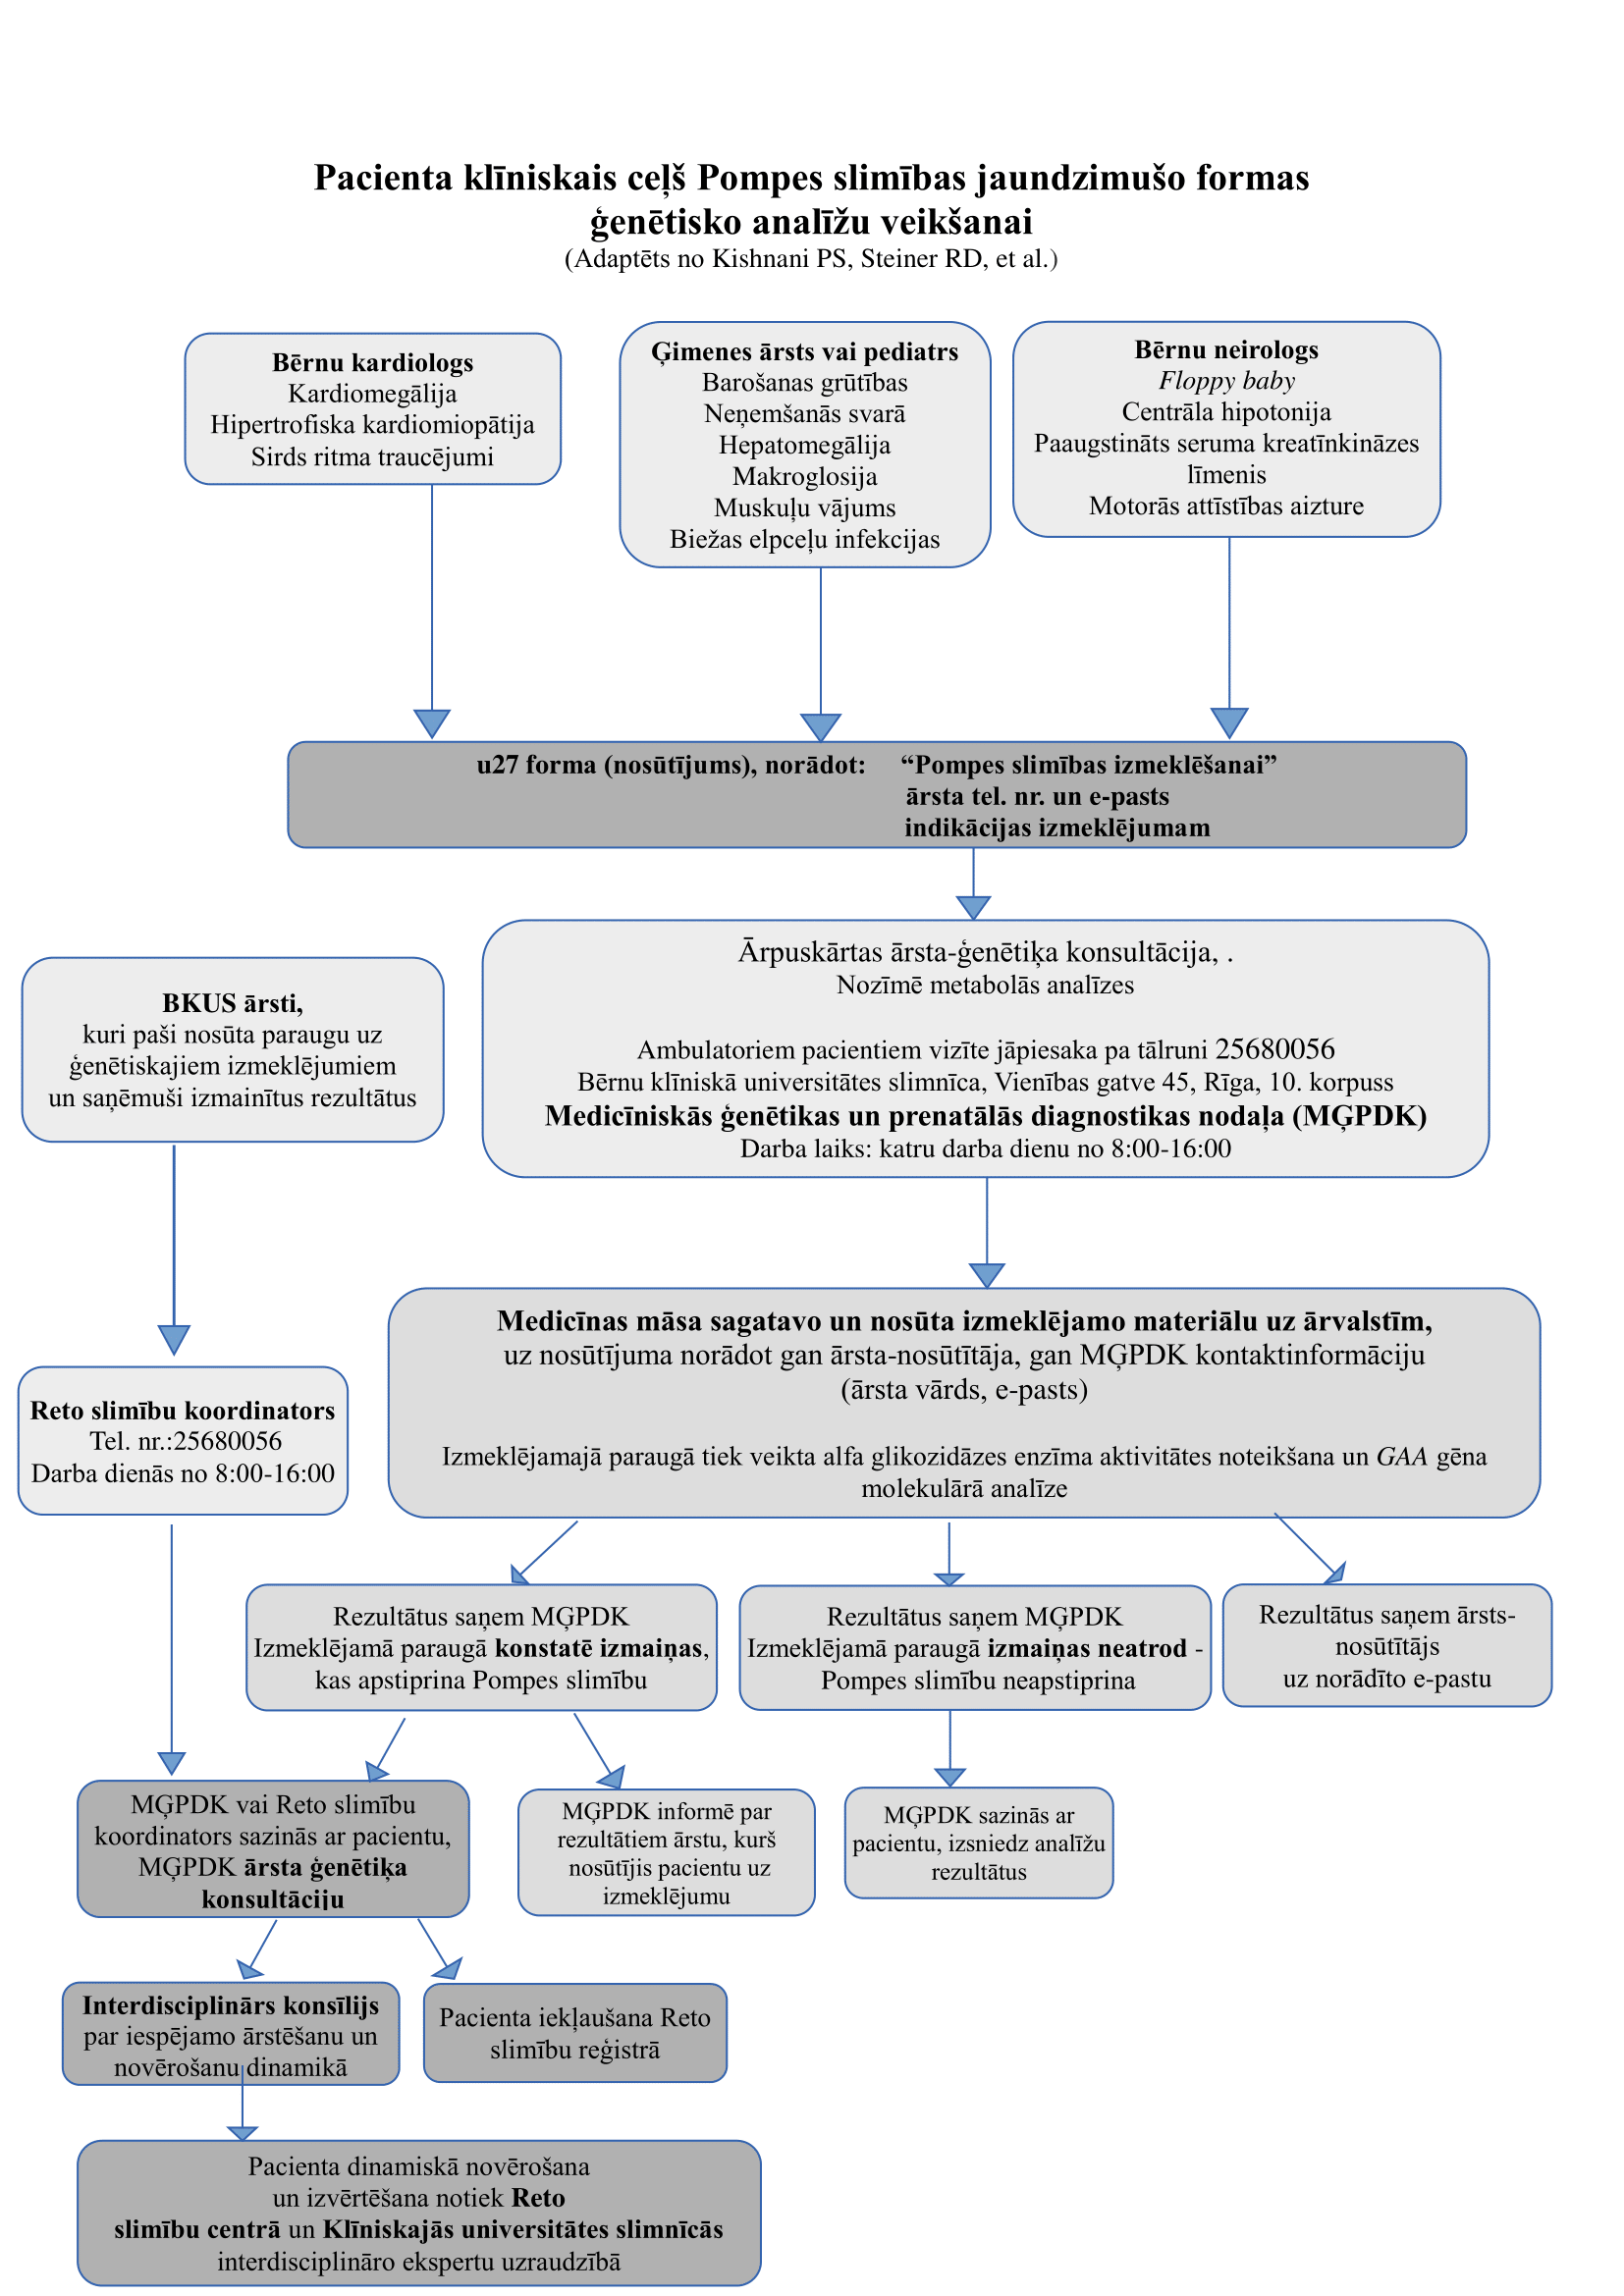 Pacienta klīniskais ceļš Pompes slimības jaundzimušo formas
ģenētisko analīžu veikšanai
(Adaptēts no Kishnani PS, Steiner RD, et al.)
Bērnu kardiologs
Kardiomegālija
Hipertrofiska kardiomiopātija
Sirds ritma traucējumi
Ģimenes ārsts vai pediatrs
Barošanas grūtības
Neņemšanās svarā
Hepatomegālija
Makroglosija
Muskuļu vājums
Biežas elpceļu infekcijas
Bērnu neirologs
Floppy baby
Centrāla hipotonija
Paaugstināts seruma kreatīnkināzes
līmenis
Motorās attīstības aizture
u27 forma (nosūtījums), norādot: “Pompes slimības izmeklēšanai”
ārsta tel. nr. un e-pasts
indikācijas izmeklējumam
Ārpuskārtas ārsta-ģenētiķa konsultācija, .
Nozīmē metabolās analīzes
Ambulatoriem pacientiem vizīte jāpiesaka pa tālruni 25680056
Bērnu klīniskā universitātes slimnīca, Vienības gatve 45, Rīga, 10. korpuss
Medicīniskās ģenētikas un prenatālās diagnostikas nodaļa (MĢPDK)
Darba laiks: katru darba dienu no 8:00-16:00
BKUS ārsti,
kuri paši nosūta paraugu uz
ģenētiskajiem izmeklējumiem
un saņēmuši izmainītus rezultātus
Medicīnas māsa sagatavo un nosūta izmeklējamo materiālu uz ārvalstīm,
uz nosūtījuma norādot gan ārsta-nosūtītāja, gan MĢPDK kontaktinformāciju
(ārsta vārds, e-pasts)
Izmeklējamajā paraugā tiek veikta alfa glikozidāzes enzīma aktivitātes noteikšana un GAA gēna
molekulārā analīze
Reto slimību koordinators
Tel. nr.:25680056
Darba dienās no 8:00-16:00
Rezultātus saņem MĢPDK
Izmeklējamā paraugā konstatē izmaiņas,
kas apstiprina Pompes slimību
Rezultātus saņem MĢPDK
Izmeklējamā paraugā izmaiņas neatrod -
Pompes slimību neapstiprina
Rezultātus saņem ārsts-
nosūtītājs
uz norādīto e-pastu
MĢPDK vai Reto slimību
koordinators sazinās ar pacientu,
MĢPDK ārsta ģenētiķa
konsultāciju
MĢPDK informē par
rezultātiem ārstu, kurš
nosūtījis pacientu uz
izmeklējumu
MĢPDK sazinās ar
pacientu, izsniedz analīžu
rezultātus
Interdisciplinārs konsīlijs
par iespējamo ārstēšanu un
novērošanu dinamikā
Pacienta iekļaušana Reto
slimību reģistrā
Pacienta dinamiskā novērošana
un izvērtēšana notiek Reto
slimību centrā un Klīniskajās universitātes slimnīcās
interdisciplināro ekspertu uzraudzībā